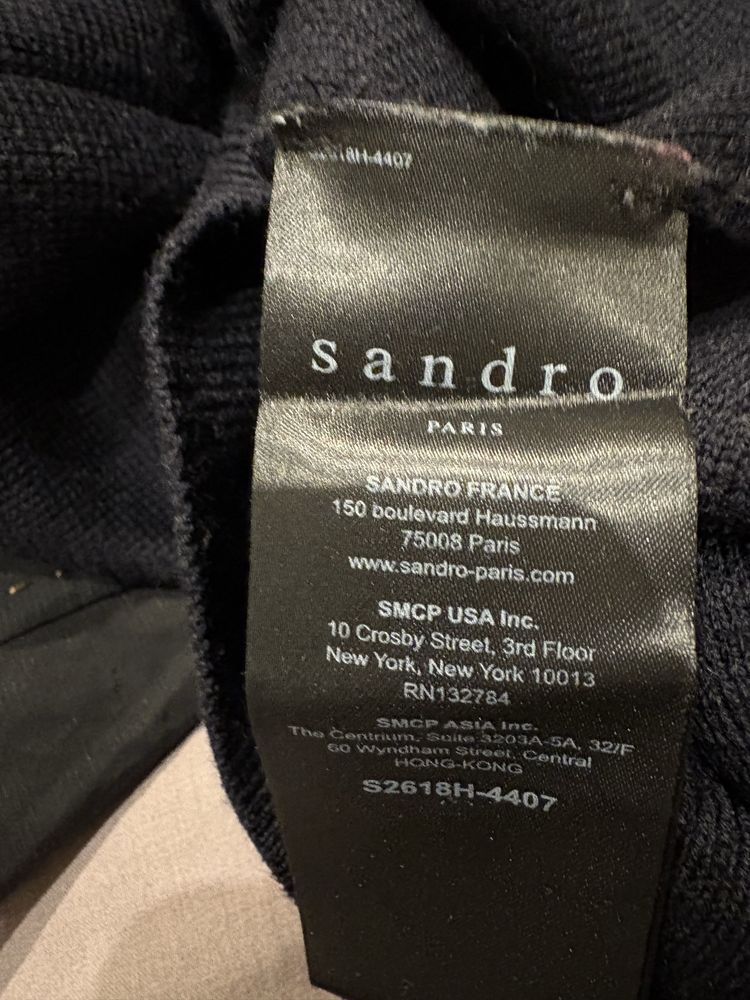 18H-4407
sandro
PARIS
SANDRO FRANCE
150 boulevard Haussmann
75008 Paris
www.sandro-paris.com
SMCP USA Inc.
10 Crosby Street, 3rd Floor
New York, New York 10013
RN132784
SMCP ASIA Inc.
The Centrium, Suite 3203A-5A, 32/F
60 Wyndham Street, Central
HONG-KONG
S2618H-4407